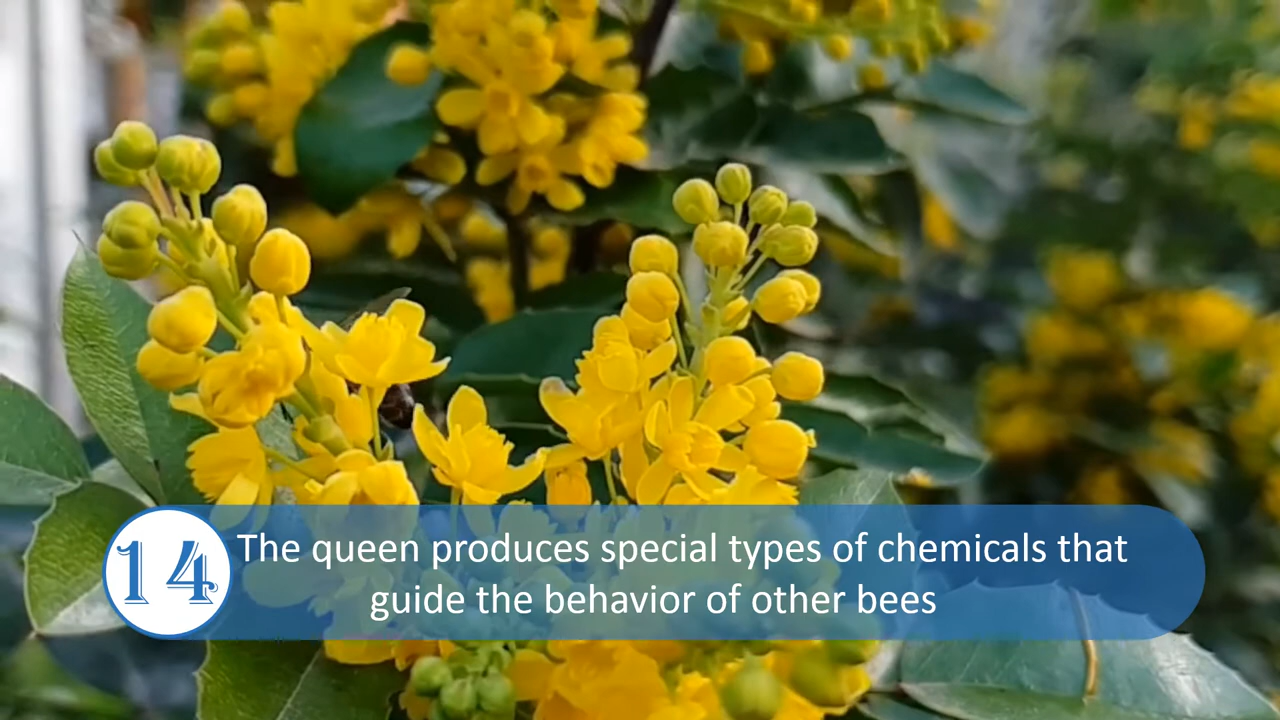 14
The queen produces special types of chemicals that
guide the behavior of other bees